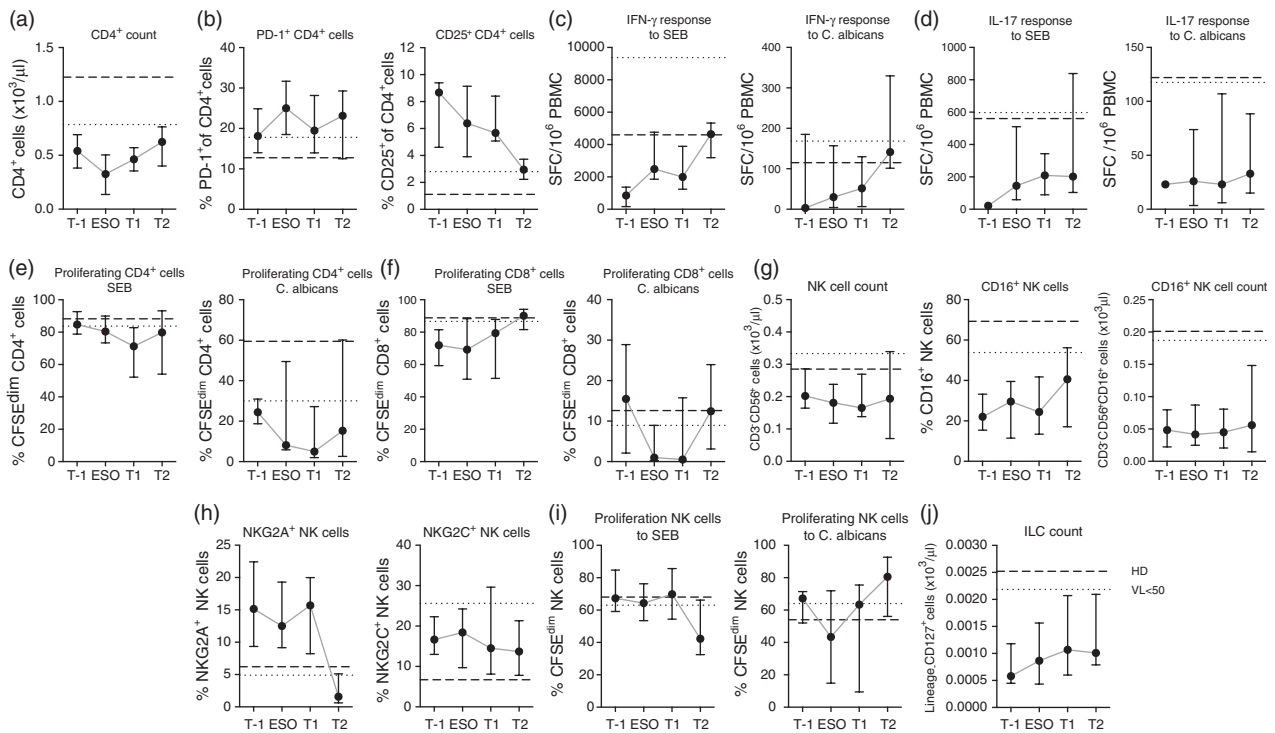 (a)
CD4⁺ count
CD4⁺ cells (x10³/µl)
1.5
1.0
0.5
0.0
T-1 ESO T1 T2
(b)
PD-1⁺ CD4⁺ cells
% PD-1⁺ of CD4⁺cells
50
40
30
20
10
0
T-1 ESO T1 T2
CD25⁺ CD4⁺ cells
% CD25⁺ of CD4⁺cells
10
8
6
4
2
0
T-1 ESO T1 T2
(c)
IFN-γ response
to SEB
SFC/10⁶ PBMC
10000
8000
6000
4000
2000
0
T-1 ESO T1 T2
IFN-γ response
to C. albicans
SFC/10⁶ PBMC
400
300
200
100
0
T-1 ESO T1 T2
(d)
IL-17 response
to SEB
SFC/10⁶ PBMC
1000
800
600
400
200
0
T-1 ESO T1 T2
IL-17 response
to C. albicans
SFC /10⁶ PBMC
150
100
50
0
T-1 ESO T1 T2
(e)
Proliferating CD4⁺ cells
SEB
% CFSEᵈⁱᵐ CD4⁺ cells
100
80
60
40
20
0
T-1 ESO T1 T2
Proliferating CD4⁺ cells
C. albicans
% CFSEᵈⁱᵐ CD4⁺ cells
80
60
40
20
0
T-1 ESO T1 T2
(f)
Proliferating CD8⁺ cells
SEB
% CFSEᵈⁱᵐ CD8⁺ cells
100
80
60
40
20
0
T-1 ESO T1 T2
Proliferating CD8⁺ cells
C. albicans
% CFSEᵈⁱᵐ CD8⁺ cells
40
30
20
10
0
T-1 ESO T1 T2
(g)
NK cell count
CD3⁻CD56⁺ cells (x10³/µl)
0.5
0.4
0.3
0.2
0.1
0.0
T-1 ESO T1 T2
CD16⁺ NK cells
% CD16⁺ NK cells
80
60
40
20
0
T-1 ESO T1 T2
CD16⁺ NK cell count
CD3⁻CD56⁺CD16⁺ cells (x10³µl)
0.25
0.20
0.15
0.10
0.05
0.00
T-1 ESO T1 T2
(h)
NKG2A⁺ NK cells
% NKG2A⁺ NK cells
25
20
15
10
5
0
T-1 ESO T1 T2
NKG2C⁺ NK cells
% NKG2C⁺ NK cells
40
30
20
10
0
T-1 ESO T1 T2
(i)
Proliferation NK cells
to SEB
% CFSEᵈⁱᵐ NK cells
100
80
60
40
20
0
T-1 ESO T1 T2
Proliferating NK cells
to C. albicans
% CFSEᵈⁱᵐ NK cells
100
80
60
40
20
0
T-1 ESO T1 T2
(j)
ILC count
Lineage⁻CD127⁺cells (x10³/µl)
0.0030
0.0025
0.0020
0.0015
0.0010
0.0005
0.0000
T-1 ESO T1 T2
HD
VL<50